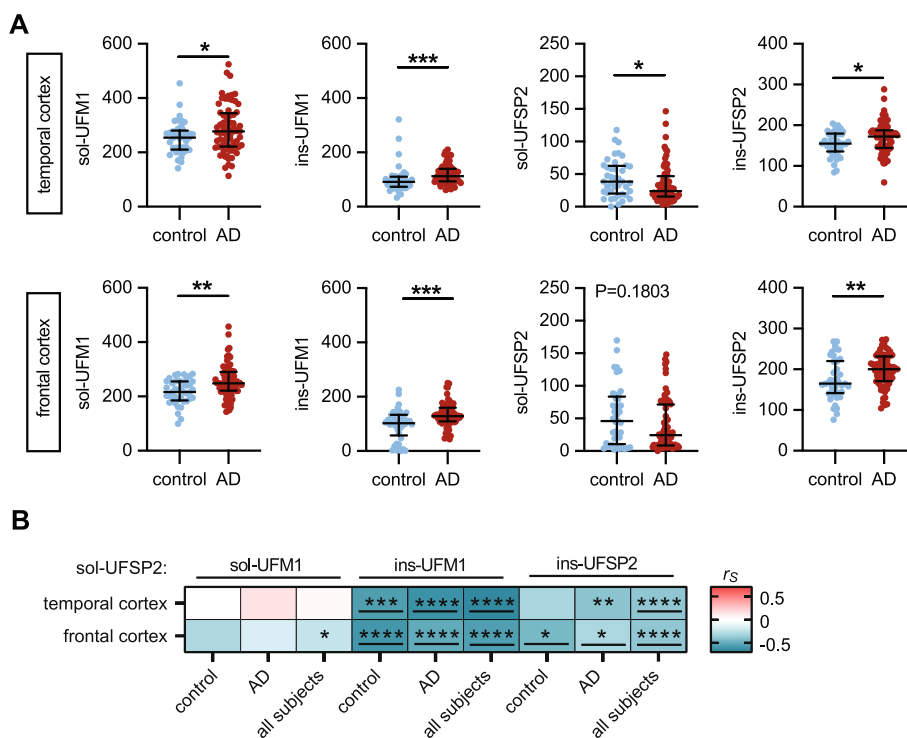 A
temporal cortex
sol-UFM1
600
400
200
0
*
control AD
ins-UFM1
600
400
200
0
***
control AD
sol-UFSP2
250
200
150
100
50
0
*
control AD
ins-UFSP2
400
300
200
100
0
*
control AD
frontal cortex
sol-UFM1
600
400
200
0
**
control AD
ins-UFM1
600
400
200
0
***
control AD
sol-UFSP2
250
200
150
100
50
0
P=0.1803
control AD
ins-UFSP2
400
300
200
100
0
**
control AD
B
sol-UFSP2: sol-UFM1 ins-UFM1 ins-UFSP2
temporal cortex *** **** **** ** ****
frontal cortex * **** **** **** * * ****
control AD all subjects control AD all subjects control AD all subjects
rS
0.5
0
-0.5